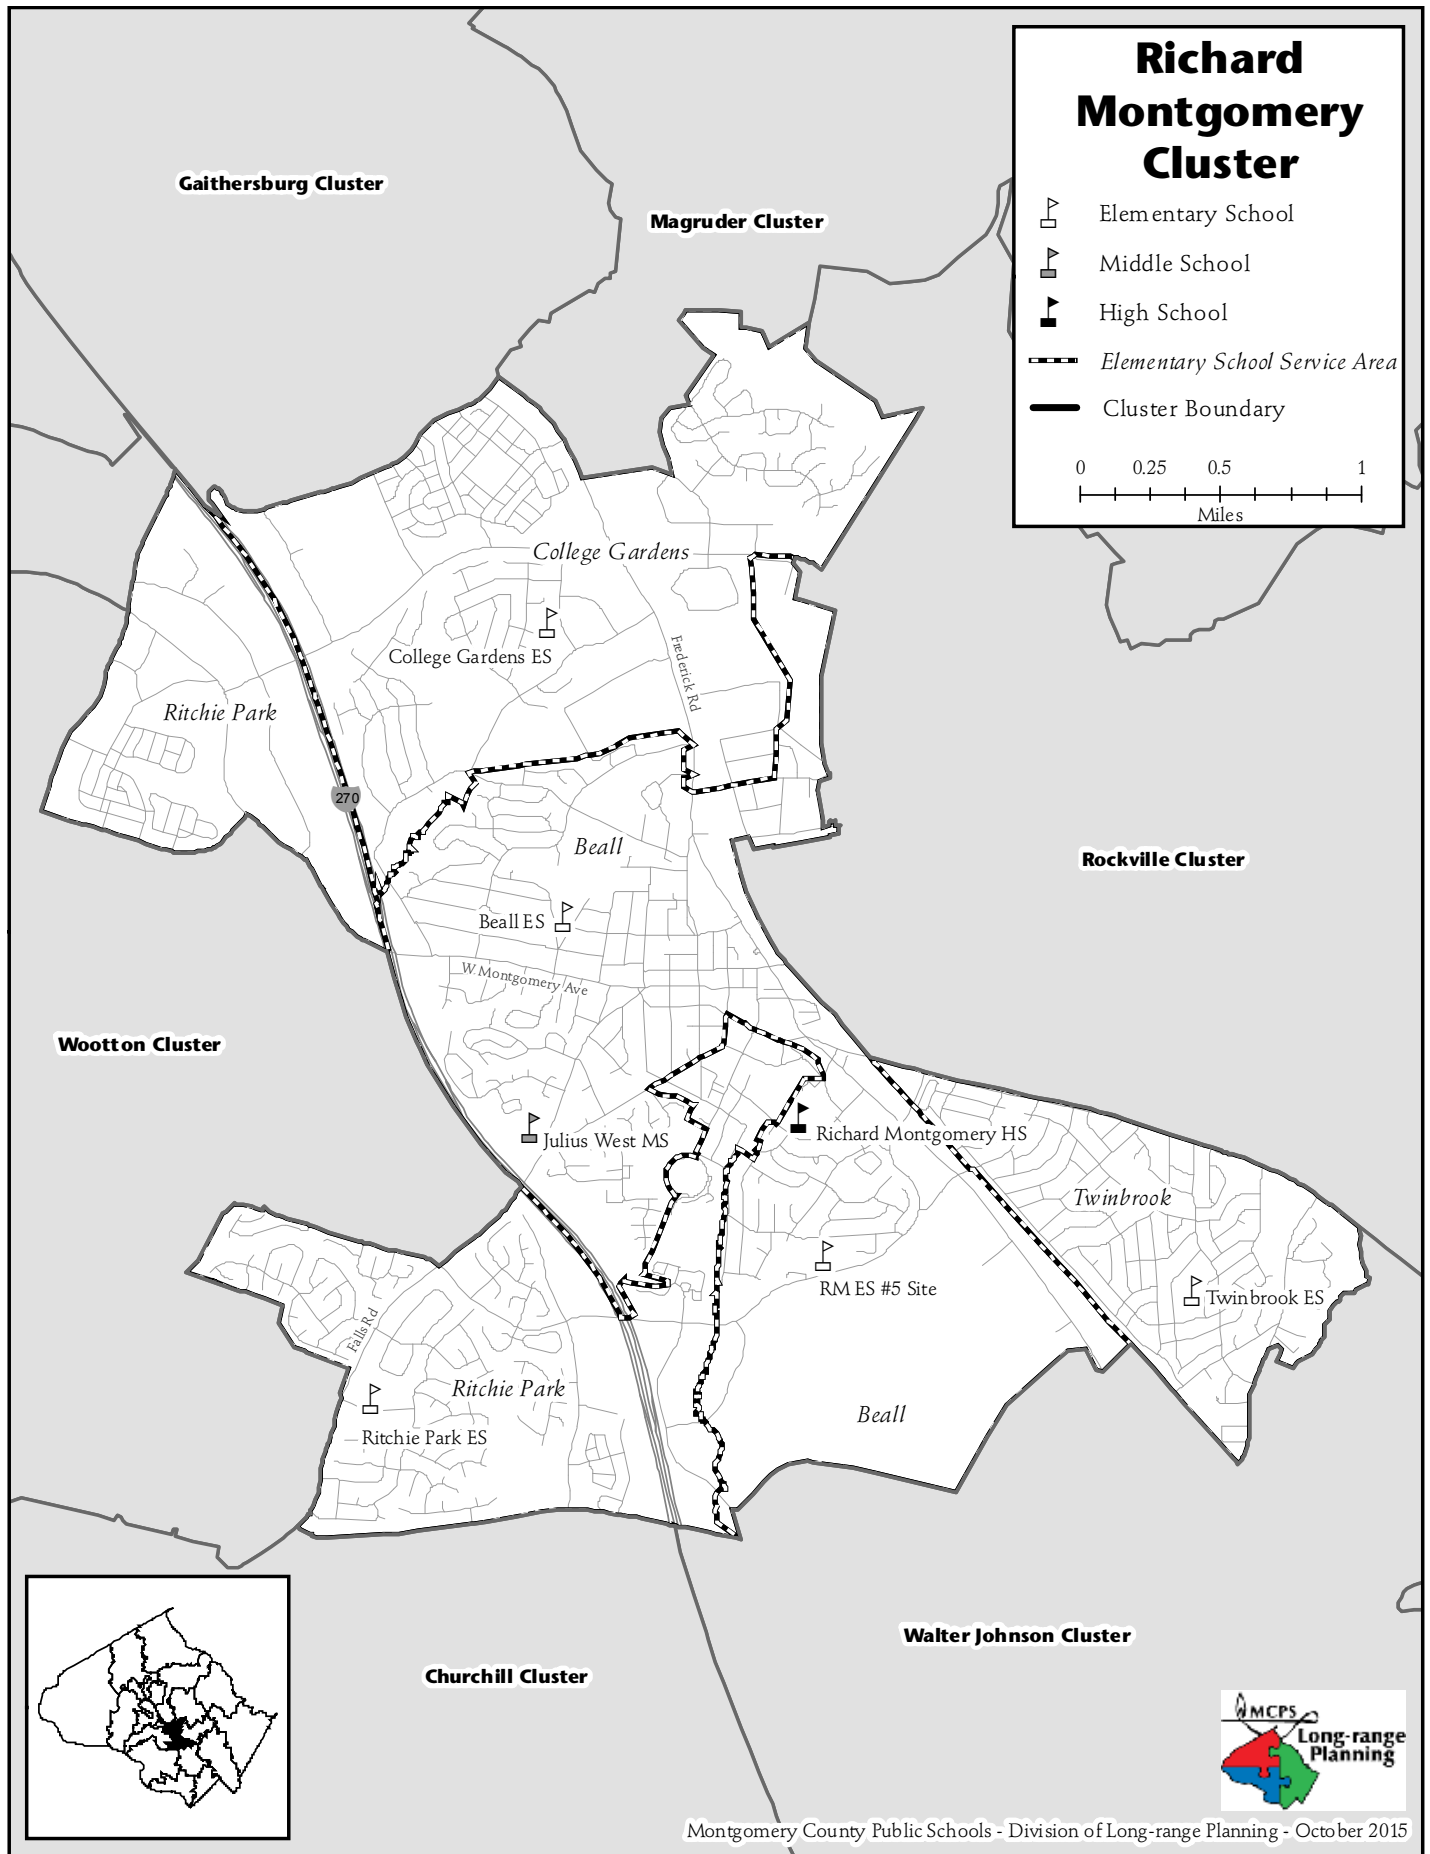 Richard
Montgomery
Cluster
Elementary School
Middle School
High School
Elementary School Service Area
Cluster Boundary
0 0.25 0.5 1
Miles
Gaithersburg Cluster
Magruder Cluster
College Gardens
College Gardens ES
Frederick Rd
Ritchie Park
270
Beall
Rockville Cluster
Beall ES
W. Montgomery Ave
Wootton Cluster
Julius West MS
Richard Montgomery HS
Twinbrook
RM ES #5 Site
Twinbrook ES
Falls Rd
Ritchie Park
Beall
Ritchie Park ES
Walter Johnson Cluster
Churchill Cluster
MCPS
Long-range
Planning
Montgomery County Public Schools - Division of Long-range Planning - October 2015